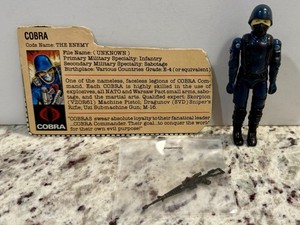 COBRA
Code Name: THE ENEMY
File Name: (UNKNOWN)
Primary Military Specialty: Infantry
Secondary Military Specialty: Sabotage
Birthplace: Various Countries Grade: E-4 (or equivalent)
One of the nameless, faceless legions of COBRA Command. Each COBRA is highly skilled in the use of
explosives, all NATO and Warsaw Pact small arms, sabotage, and the martial arts. Qualified expert: Scorpion
(VZOR61) Machine Pistol; Dragunov (SVD) Sniper's
Rifle, Uzi Submachine Gun; M-16.
"COBRAS swear absolute loyalty to their fanatical leader
...COBRA Commander. Their goal...to conquer the world
for their own evil purpose!"
COBRA